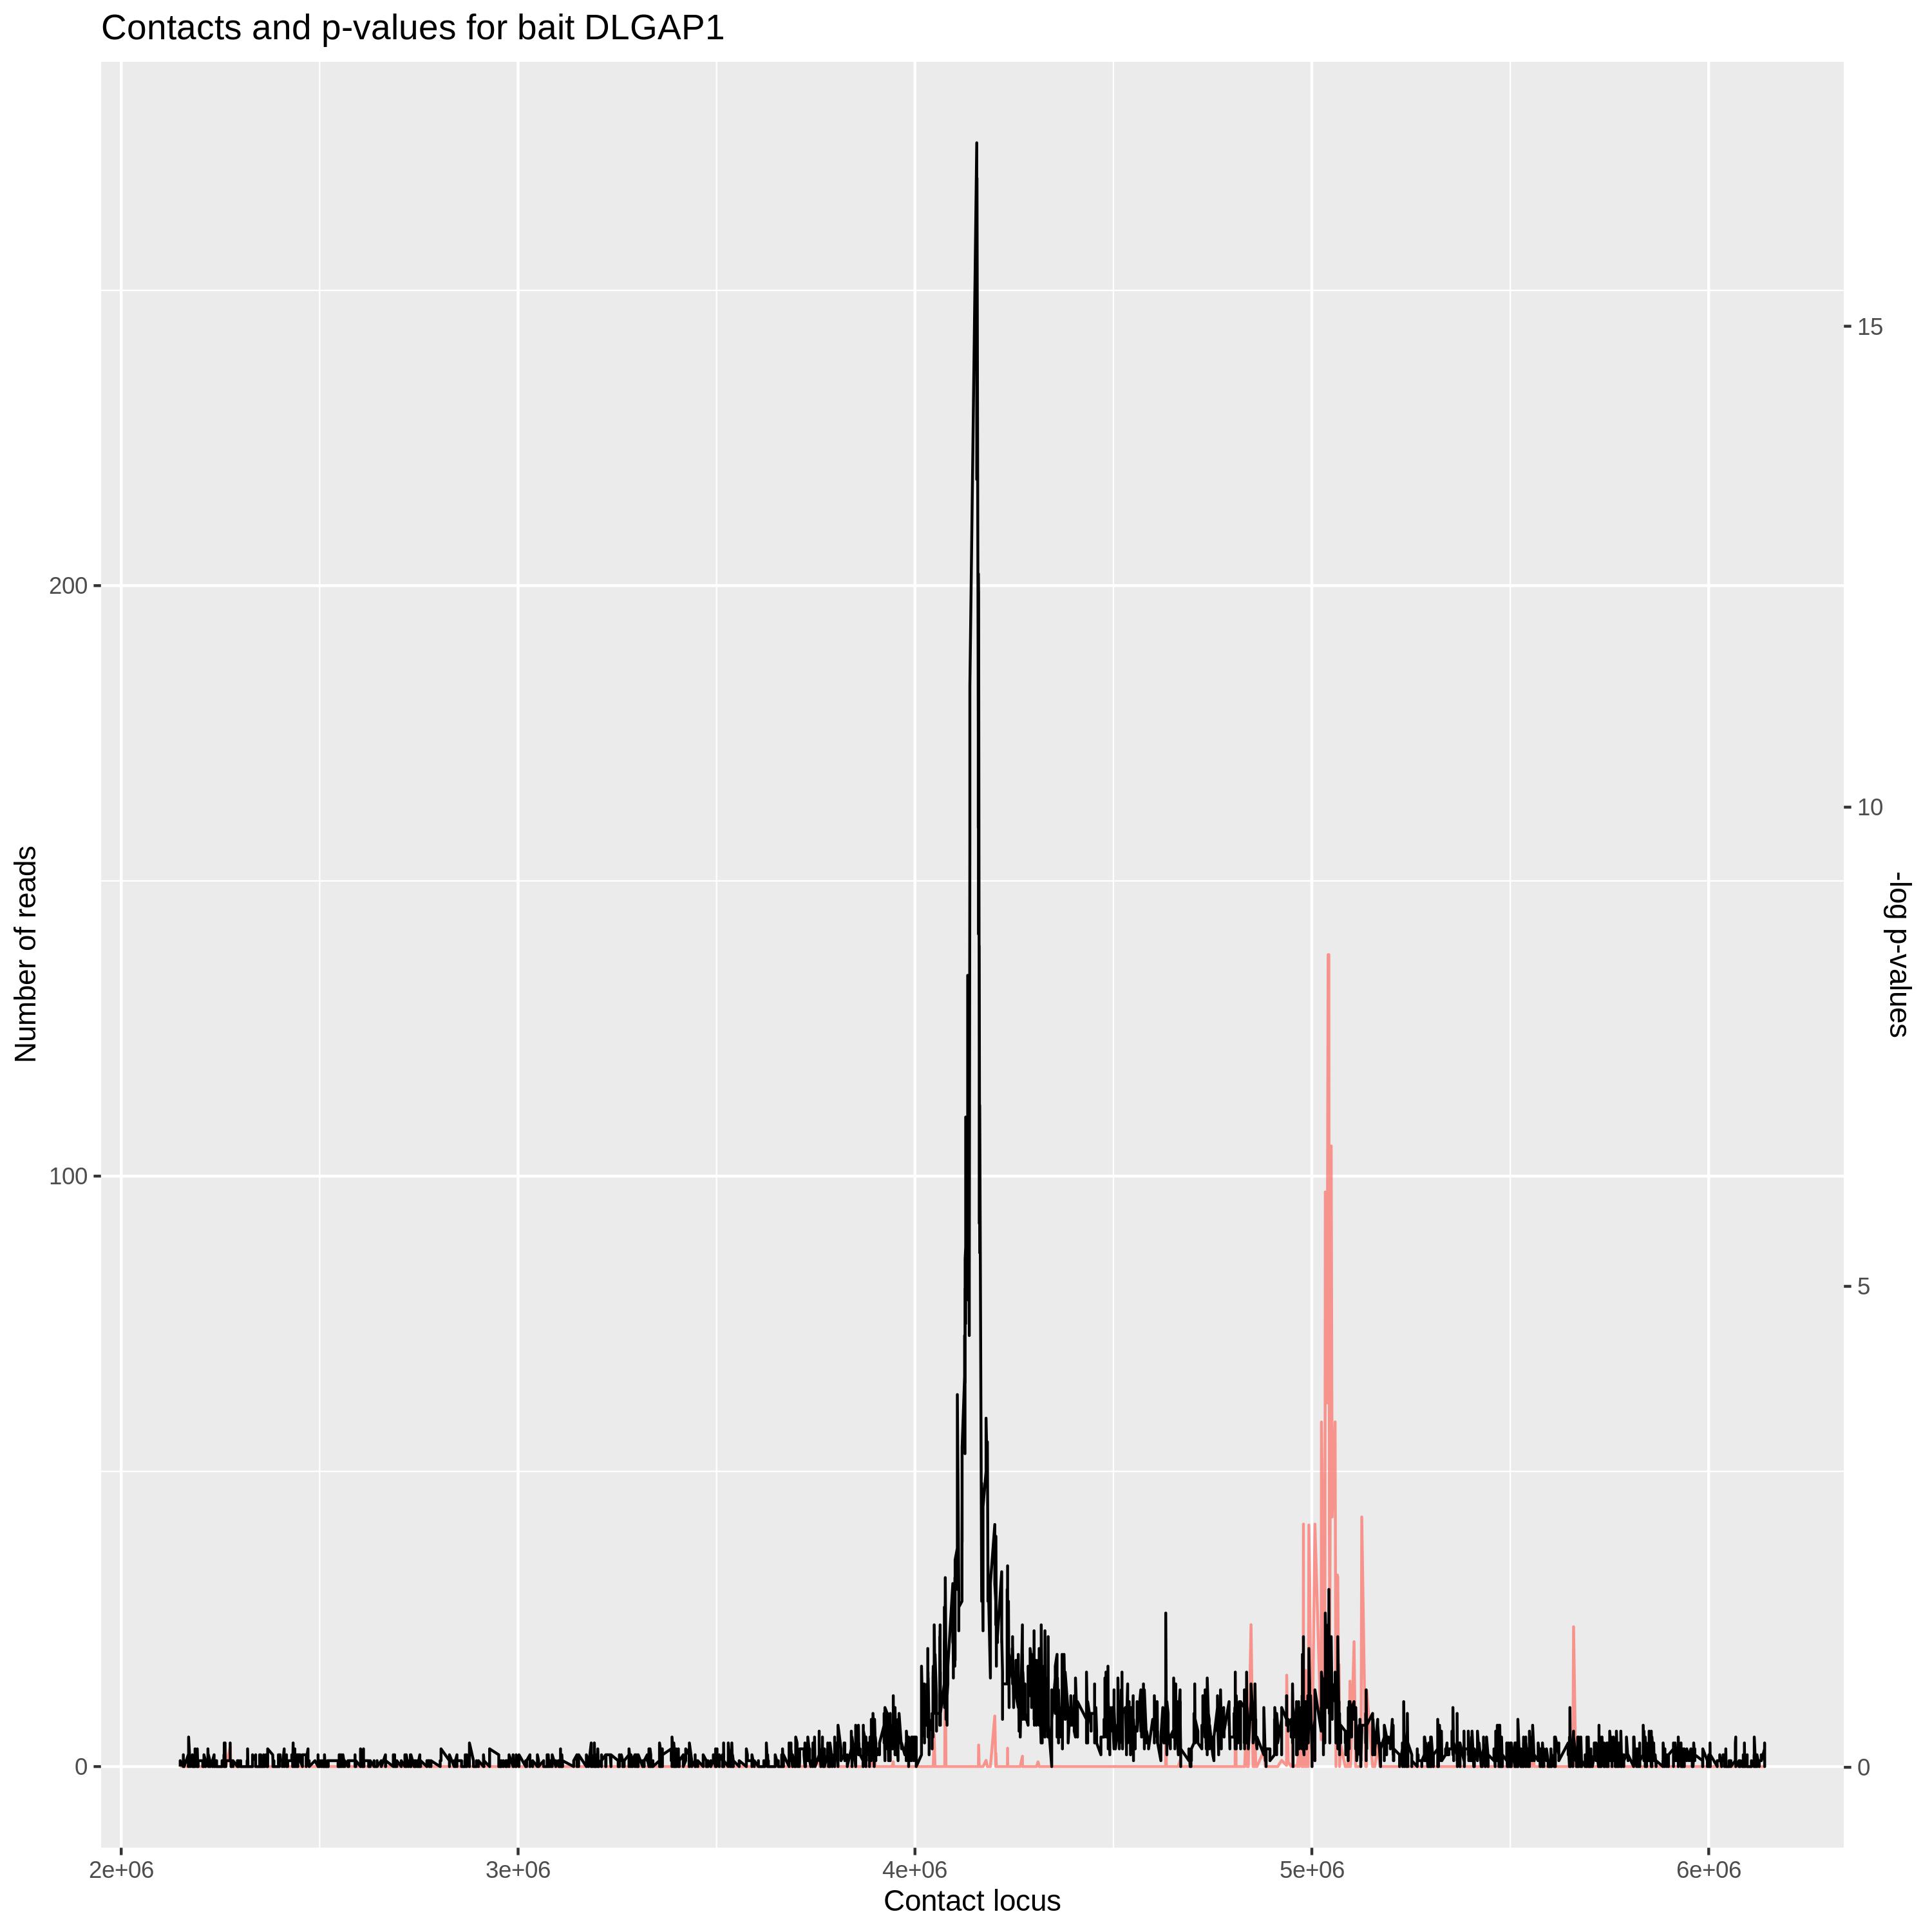 Contacts and p-values for bait DLGAP1
Number of reads
200
100
0
15
10
5
0
-log p-values
2e+06
3e+06
4e+06
5e+06
6e+06
Contact locus